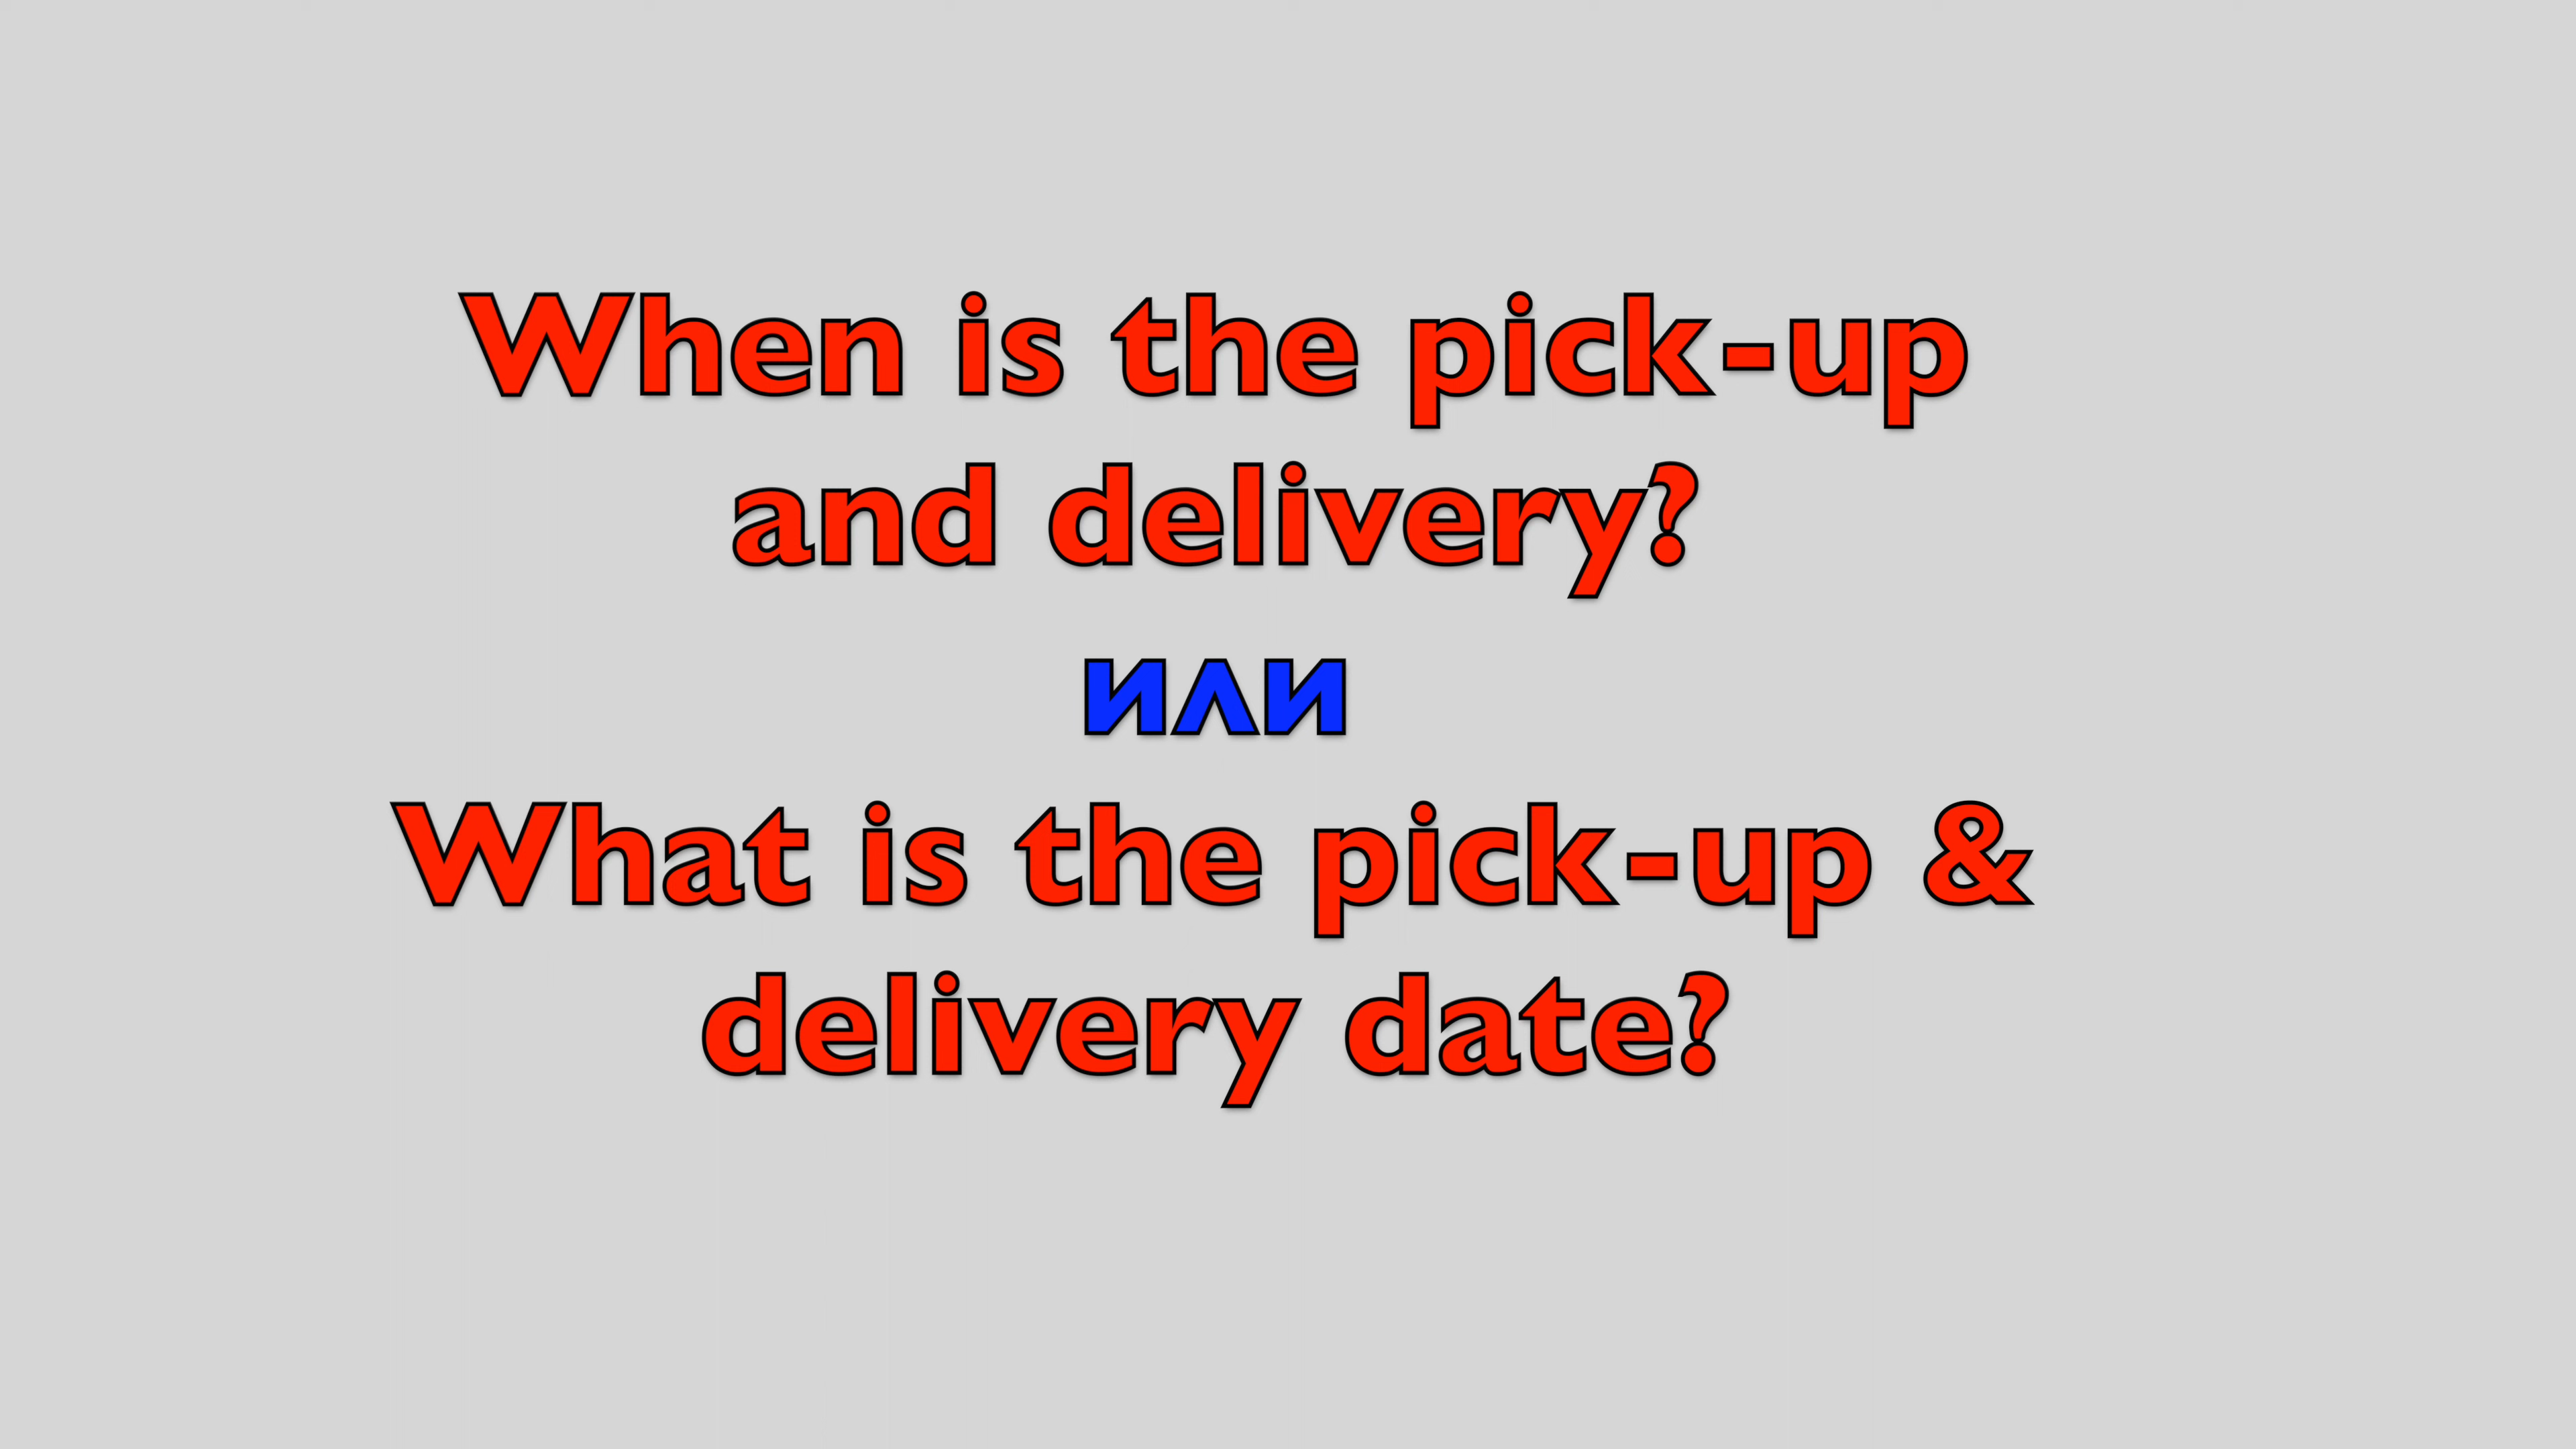 When is the pick-up
and delivery?
или
What is the pick-up &
delivery date?